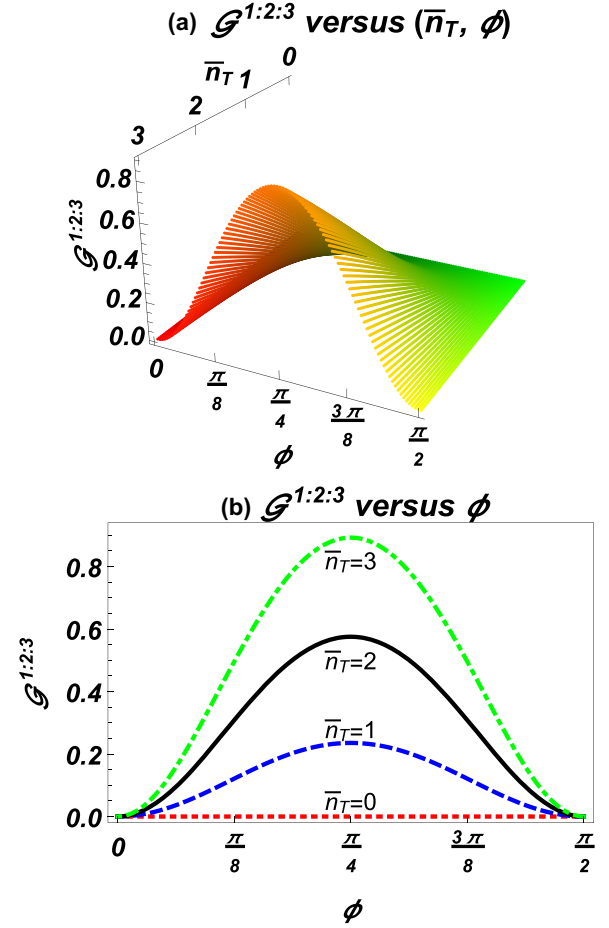 (a) 𝒢^{1:2:3} versus (n̅_T, ϕ)
0
n̅_T 1
2
3
0.8
0.6
0.4
0.2
0.0
𝒢^{1:2:3}
0
π/8
π/4
3π/8
π/2
ϕ
(b) 𝒢^{1:2:3} versus ϕ
n̅_T=3
0.8
0.6
n̅_T=2
0.4
n̅_T=1
0.2
n̅_T=0
0.0
𝒢^{1:2:3}
0
π/8
π/4
3π/8
π/2
ϕ